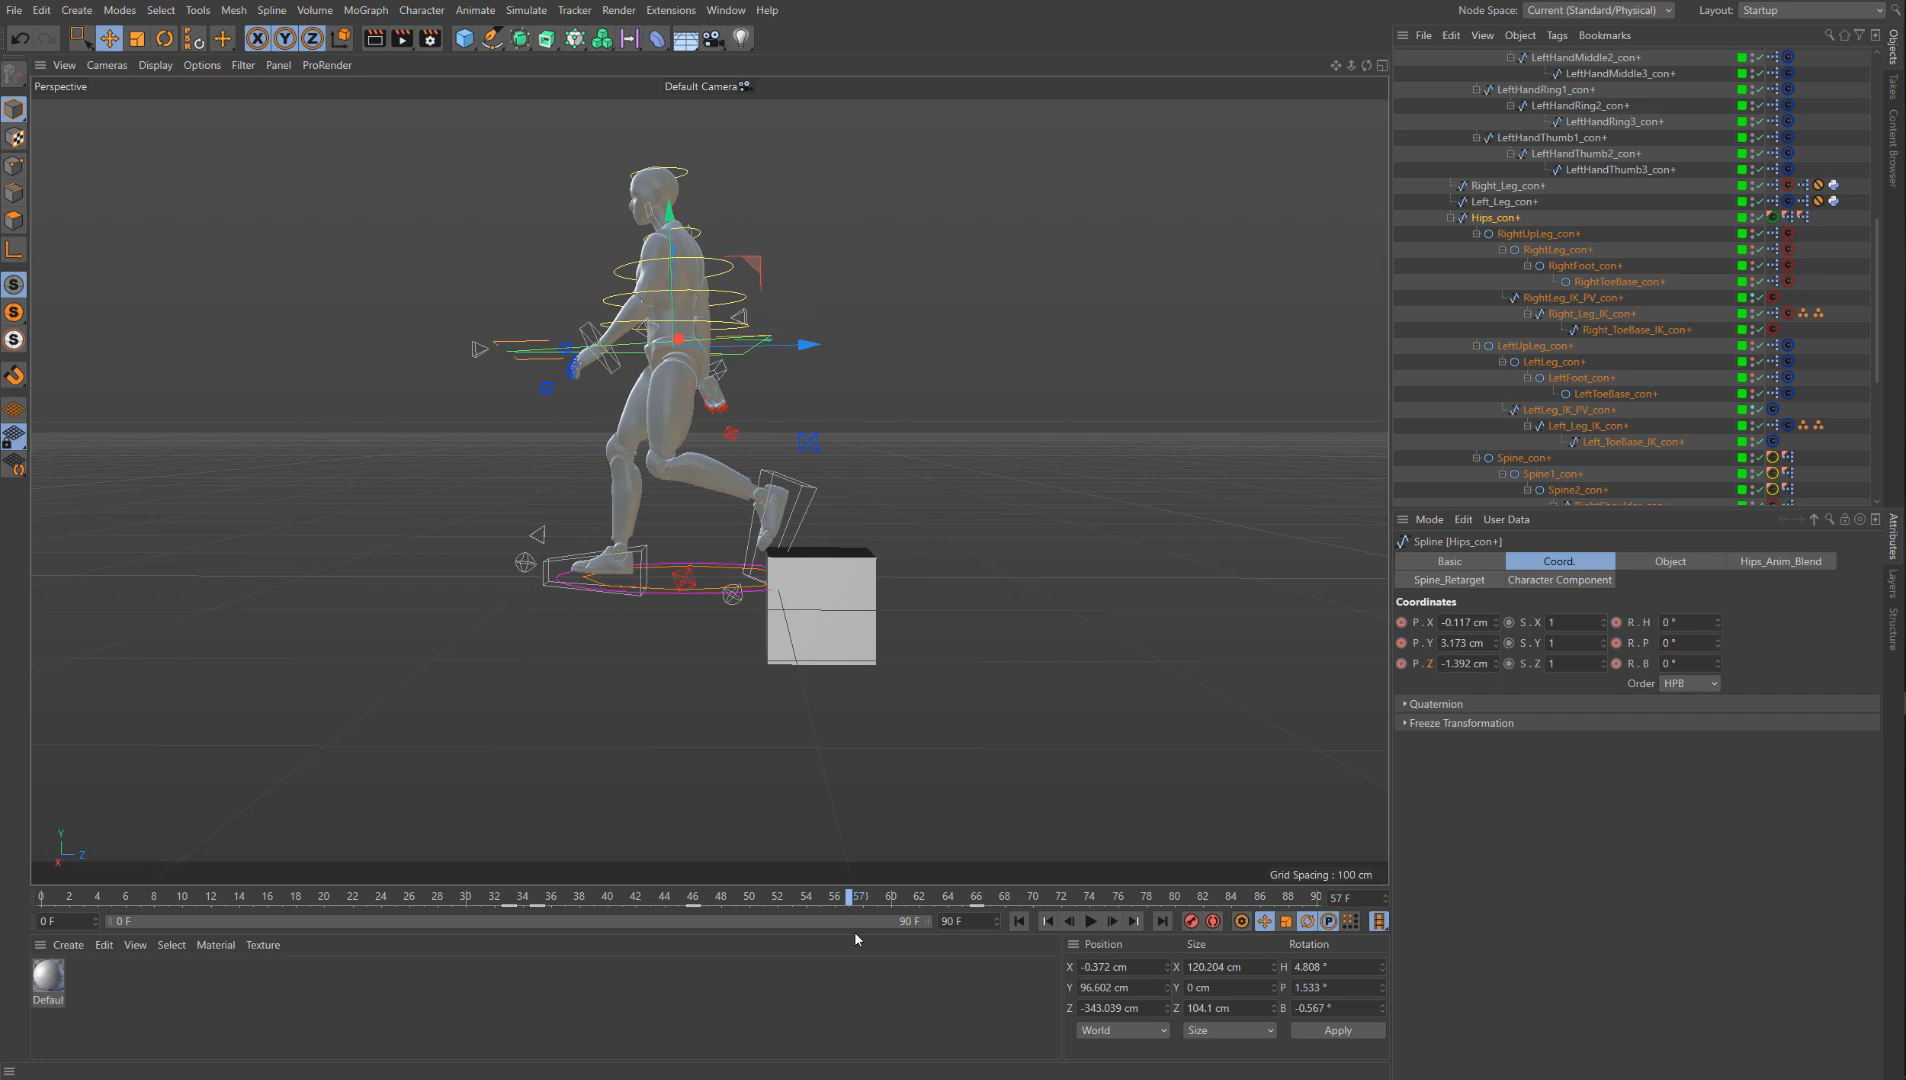 File Edit Create Modes Select Tools Mesh Spline Volume MoGraph Character Animate Simulate Tracker Render Extensions Window Help
Node Space: Current (Standard/Physical) Layout: Startup
View Cameras Display Options Filter Panel ProRender
File Edit View Object Tags Bookmarks
Perspective
Default Camera
LeftHandMiddle2_con+
LeftHandMiddle3_con+
LeftHandRing1_con+
LeftHandRing2_con+
LeftHandRing3_con+
LeftHandThumb1_con+
LeftHandThumb2_con+
LeftHandThumb3_con+
Right_Leg_con+
Left_Leg_con+
Hips_con+
RightUpLeg_con+
RightLeg_con+
RightFoot_con+
RightToeBase_con+
RightLeg_IK_PV_con+
Right_Leg_IK_con+
Right_ToeBase_IK_con+
LeftUpLeg_con+
LeftLeg_con+
LeftFoot_con+
LeftToeBase_con+
LeftLeg_IK_PV_con+
Left_Leg_IK_con+
Left_ToeBase_IK_con+
Spine_con+
Spine1_con+
Spine2_con+
Objects
Takes
Content Browser
Mode Edit User Data
Spline [Hips_con+]
Basic Coord. Object Hips_Anim_Blend
Spine_Retarget Character Component
Coordinates
P . X -0.117 cm S . X 1 R . H 0 °
P . Y 3.173 cm S . Y 1 R . P 0 °
P . Z -1.392 cm S . Z 1 R . B 0 °
Order HPB
Quaternion
Freeze Transformation
Attributes
Layers
Structure
Y
Z
X
Grid Spacing : 100 cm
0 2 4 6 8 10 12 14 16 18 20 22 24 26 28 30 32 34 36 38 40 42 44 46 48 50 52 54 56 57 60 62 64 66 68 70 72 74 76 78 80 82 84 86 88 90 57 F
0 F 0 F 90 F 90 F
Create Edit View Select Material Texture
Defaul
Position Size Rotation
X -0.372 cm X 120.204 cm H 4.808 °
Y 96.602 cm Y 0 cm P 1.533 °
Z -343.039 cm Z 104.1 cm B -0.567 °
World Size Apply